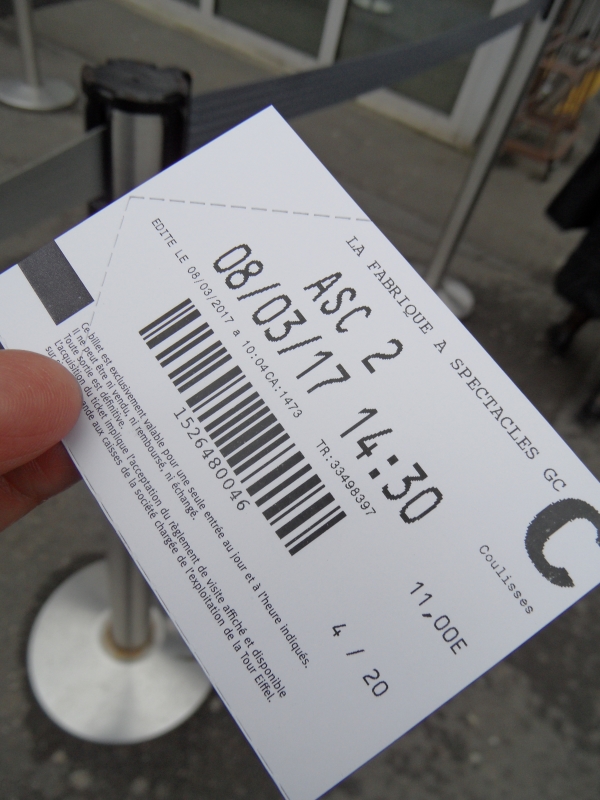 LA FABRIQUE A SPECTACLES GC
C
Coulisses
ASC 2
08/03/17 14:30
11,00E
EDITE LE 08/03/2017 a 10:04CA:1473
TR:33498397
4 / 20
1526480046
Ce billet est exclusivement valable pour une seule entrée au jour et à l'heure indiqués.
Il ne peut être ni vendu, ni remboursé, ni échangé.
Toute sortie est définitive.
L'acquisition du ticket implique l'acceptation du règlement de visite affiché et disponible
sur aux caisses de la société chargée de l'exploitation de la Tour Eiffel.